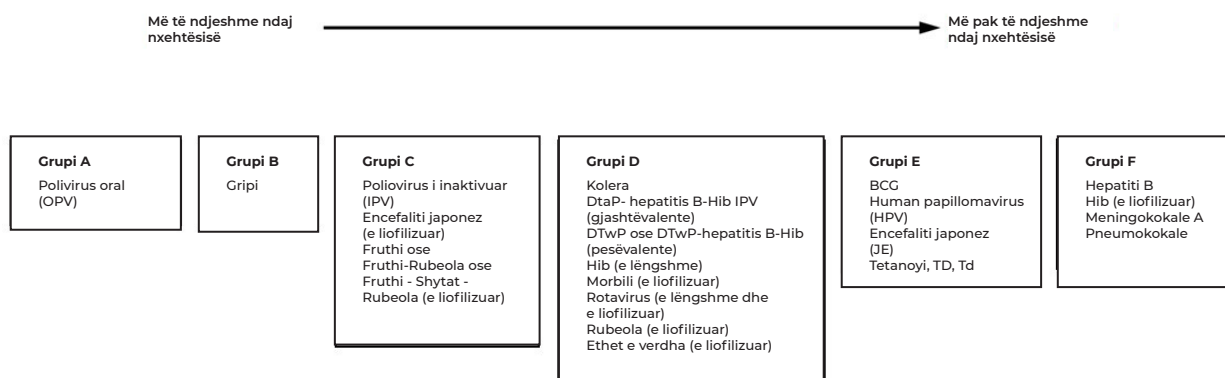 Më të ndjeshme ndaj
nxehtësisë
Më pak të ndjeshme
ndaj nxehtësisë
Grupi A
Polivirus oral
(OPV)
Grupi B
Gripi
Grupi C
Poliovirus i inaktivuar
(IPV)
Encefaliti japonez
(e liofilizuar)
Fruthi ose
Fruthi-Rubeola ose
Fruthi - Shytat -
Rubeola (e liofilizuar)
Grupi D
Kolera
DtaP- hepatitis B-Hib IPV
(gjashtëvalente)
DTwP ose DTwP-hepatitis B-Hib
(pesëvalente)
Hib (e lëngshme)
Morbili (e liofilizuar)
Rotavirus (e lëngshme dhe
e liofilizuar)
Rubeola (e liofilizuar)
Ethet e verdha (e liofilizuar)
Grupi E
BCG
Human papillomavirus
(HPV)
Encefaliti japonez
(JE)
Tetanoyi, TD, Td
Grupi F
Hepatiti B
Hib (e liofilizuar)
Meningokokale A
Pneumokokale